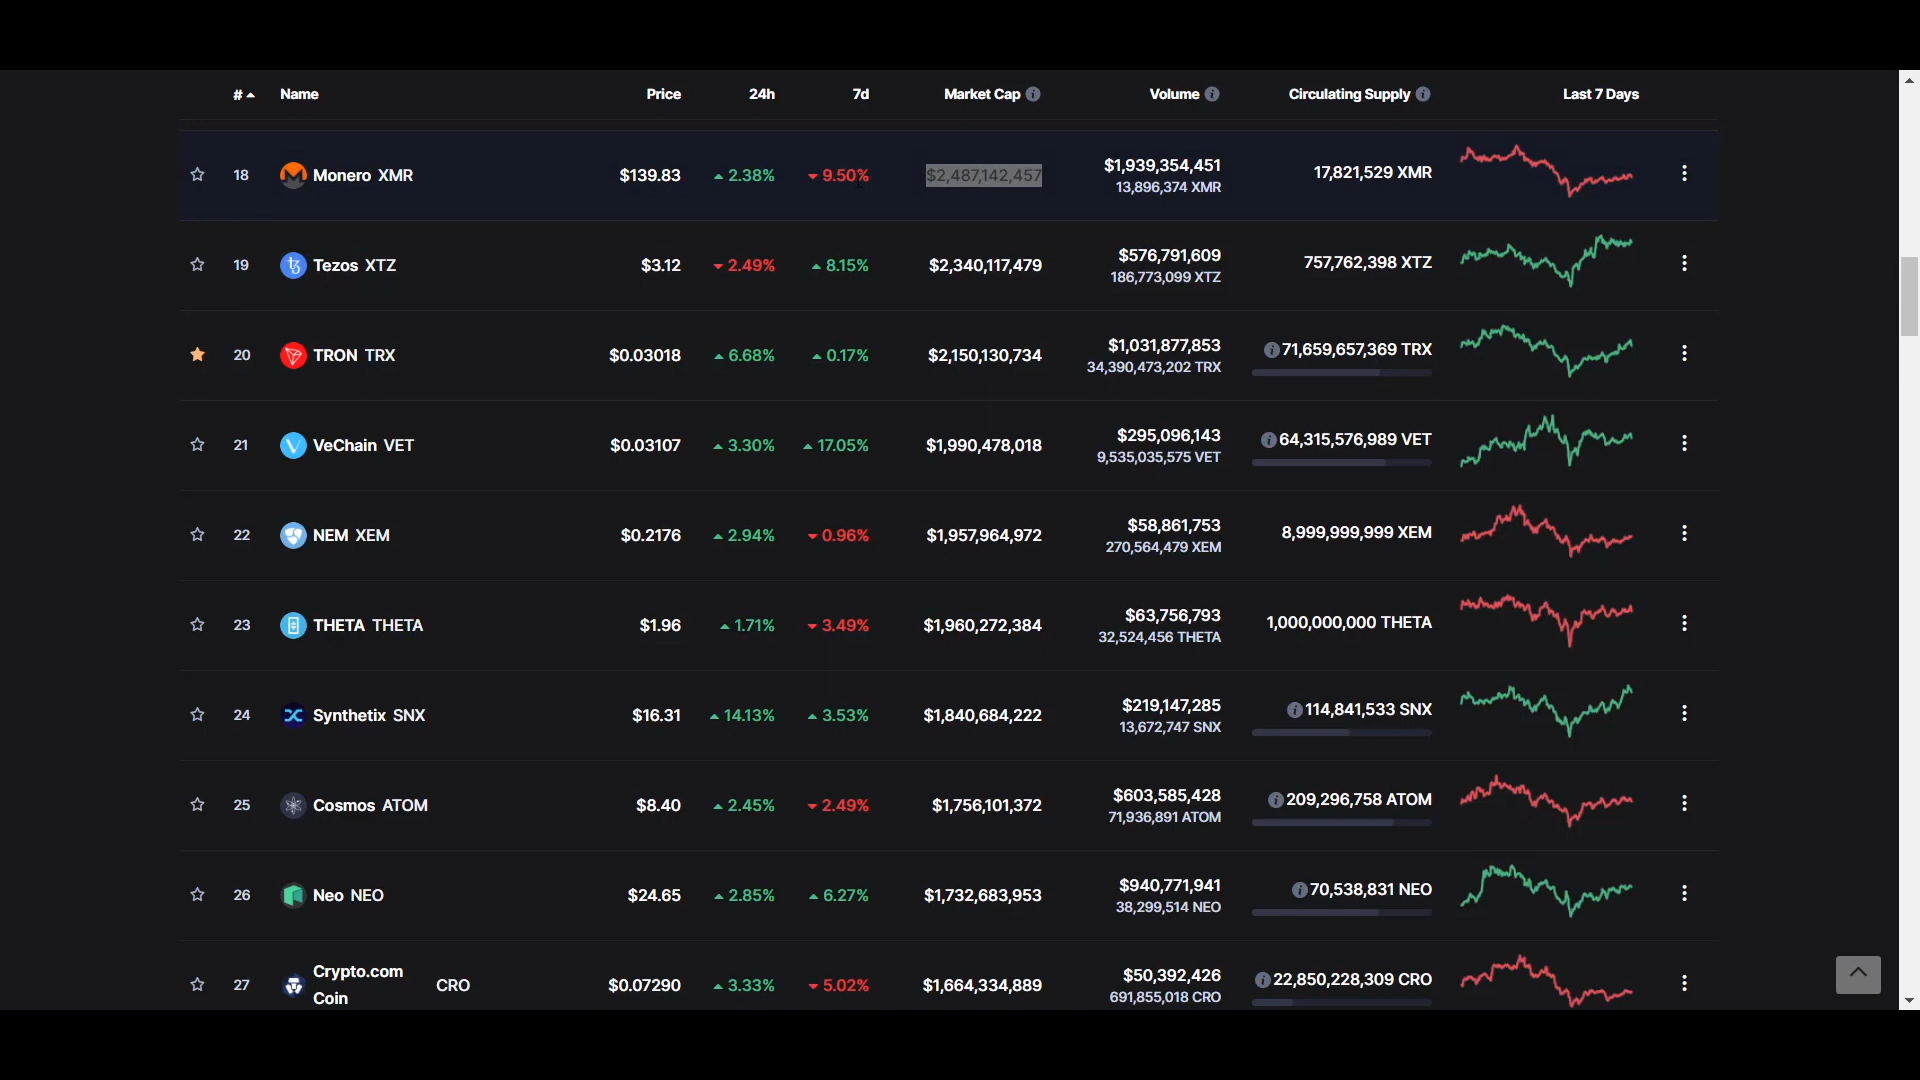 # Name Price 24h 7d Market Cap Volume Circulating Supply Last 7 Days
18 Monero XMR $139.83 2.38% 9.50% $2,487,142,457 $1,939,354,451 17,821,529 XMR
13,896,374 XMR
19 Tezos XTZ $3.12 2.49% 8.15% $2,340,117,479 $576,791,609 757,762,398 XTZ
186,773,099 XTZ
20 TRON TRX $0.03018 6.68% 0.17% $2,150,130,734 $1,031,877,853 71,659,657,369 TRX
34,390,473,202 TRX
21 VeChain VET $0.03107 3.30% 17.05% $1,990,478,018 $295,096,143 64,315,576,989 VET
9,535,035,575 VET
22 NEM XEM $0.2176 2.94% 0.96% $1,957,964,972 $58,861,753 8,999,999,999 XEM
270,564,479 XEM
23 THETA THETA $1.96 1.71% 3.49% $1,960,272,384 $63,756,793 1,000,000,000 THETA
32,524,456 THETA
24 Synthetix SNX $16.31 14.13% 3.53% $1,840,684,222 $219,147,285 114,841,533 SNX
13,672,747 SNX
25 Cosmos ATOM $8.40 2.45% 2.49% $1,756,101,372 $603,585,428 209,296,758 ATOM
71,936,891 ATOM
26 Neo NEO $24.65 2.85% 6.27% $1,732,683,953 $940,771,941 70,538,831 NEO
38,299,514 NEO
27 Crypto.com Coin CRO $0.07290 3.33% 5.02% $1,664,334,889 $50,392,426 22,850,228,309 CRO
691,855,018 CRO